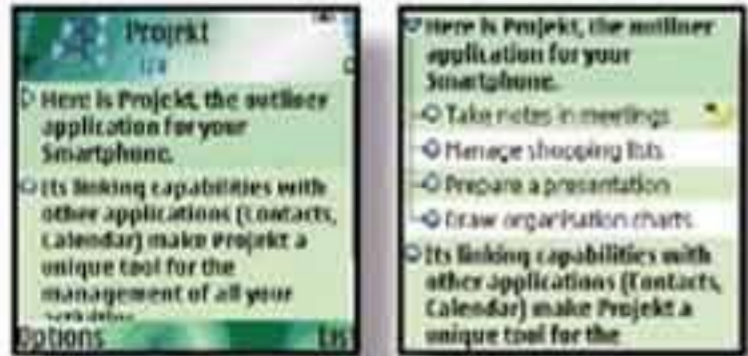 Projekt
1/4
Here is Projekt, the outliner
application for your
Smartphone.
Its linking capabilities with
other applications (Contacts,
Calendar) make Projekt a
unique tool for the
management of all your
Options List
Here is Projekt, the outliner
application for your
Smartphone.
Take notes in meetings
Manage shopping lists
Prepare a presentation
Draw organisation charts
Its linking capabilities with
other applications (Contacts,
Calendar) make Projekt a
unique tool for the